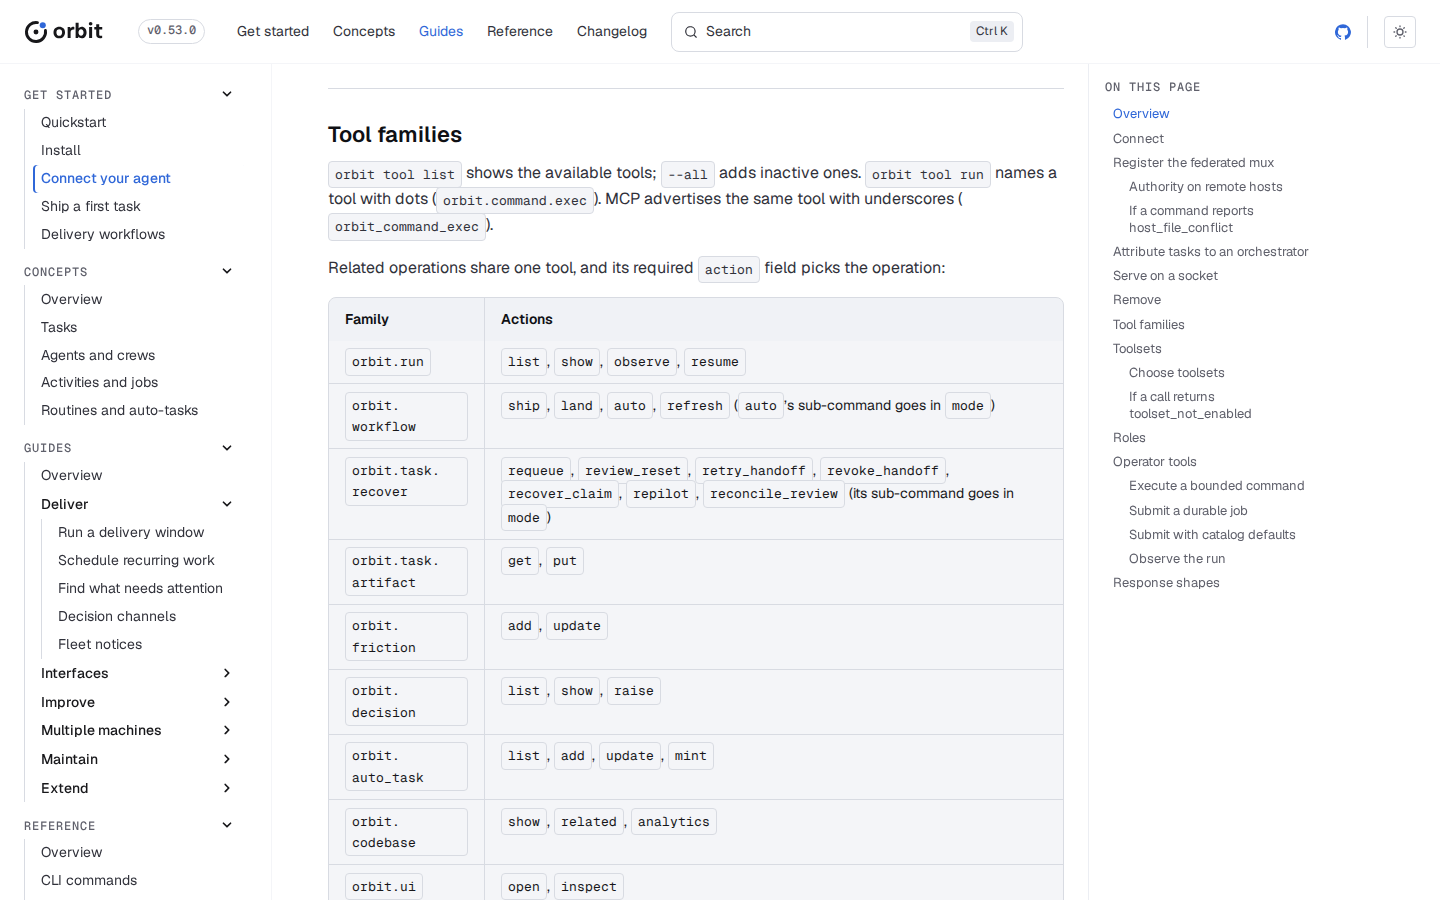 orbit
v0.53.0
Get started
Concepts
Guides
Reference
Changelog
Search
Ctrl K
GET STARTED
Quickstart
Install
Connect your agent
Ship a first task
Delivery workflows
CONCEPTS
Overview
Tasks
Agents and crews
Activities and jobs
Routines and auto-tasks
GUIDES
Overview
Deliver
Run a delivery window
Schedule recurring work
Find what needs attention
Decision channels
Fleet notices
Interfaces
Improve
Multiple machines
Maintain
Extend
REFERENCE
Overview
CLI commands
Tool families
orbit tool list shows the available tools; --all adds inactive ones. orbit tool run names a
tool with dots (orbit.command.exec). MCP advertises the same tool with underscores (
orbit_command_exec).
Related operations share one tool, and its required action field picks the operation:
Family
Actions
orbit.run
list, show, observe, resume
orbit.
workflow
ship, land, auto, refresh (auto's sub-command goes in mode)
orbit.task.
recover
requeue, review_reset, retry_handoff, revoke_handoff,
recover_claim, repilot, reconcile_review (its sub-command goes in
mode)
orbit.task.
artifact
get, put
orbit.
friction
add, update
orbit.
decision
list, show, raise
orbit.
auto_task
list, add, update, mint
orbit.
codebase
show, related, analytics
orbit.ui
open, inspect
ON THIS PAGE
Overview
Connect
Register the federated mux
Authority on remote hosts
If a command reports
host_file_conflict
Attribute tasks to an orchestrator
Serve on a socket
Remove
Tool families
Toolsets
Choose toolsets
If a call returns
toolset_not_enabled
Roles
Operator tools
Execute a bounded command
Submit a durable job
Submit with catalog defaults
Observe the run
Response shapes